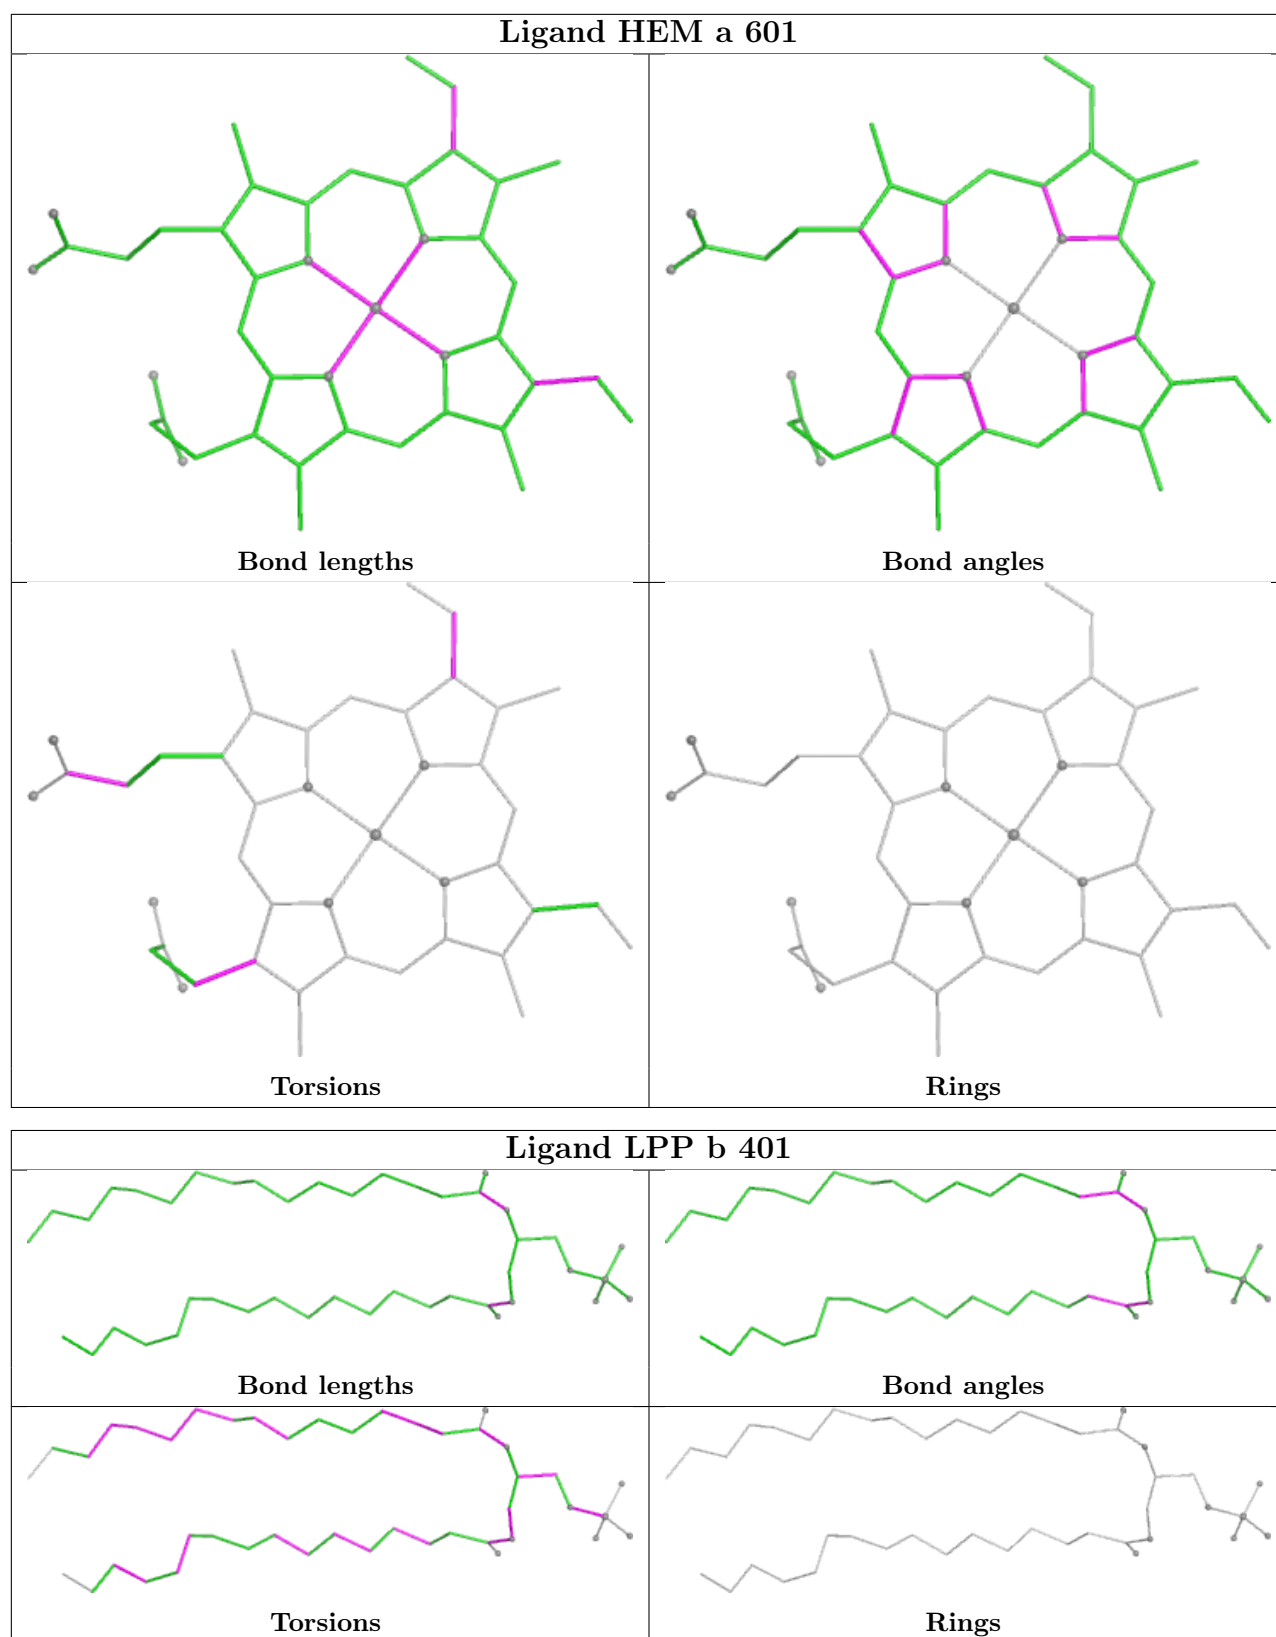 Ligand HEM a 601
Bond lengths
Bond angles
Torsions
Rings
Ligand LPP b 401
Bond lengths
Bond angles
Torsions
Rings